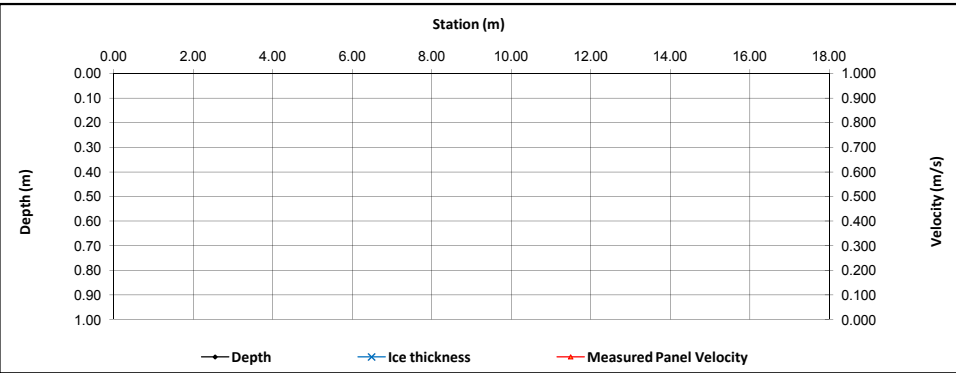 Station (m)
0.00 2.00 4.00 6.00 8.00 10.00 12.00 14.00 16.00 18.00
0.00 1.000
0.10 0.900
0.20 0.800
0.30 0.700
0.40 0.600
0.50 0.500
0.60 0.400
0.70 0.300
0.80 0.200
0.90 0.100
1.00 0.000
Depth (m)
Velocity (m/s)
Depth Ice thickness Measured Panel Velocity